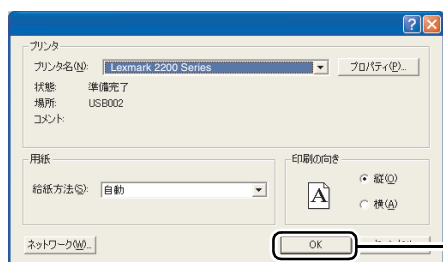 プリンタ
プリンタ名(N): Lexmark 2200 Series プロパティ(P)...
状態: 準備完了
場所: USB002
コメント:
用紙
給紙方法(S): 自動
印刷の向き
A
縦(O)
横(A)
ネットワーク(W)...
OK